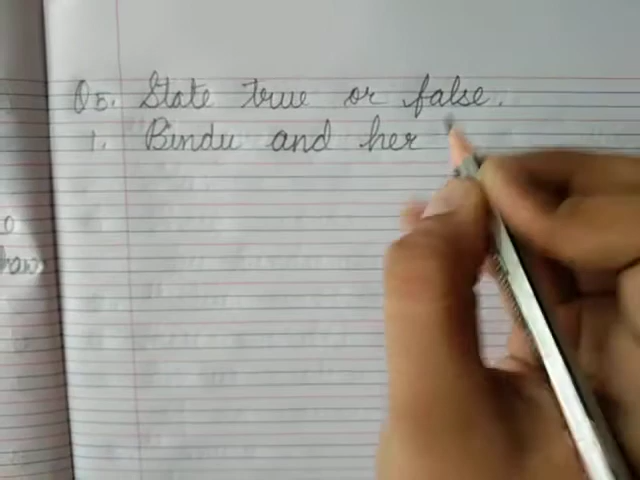 Q5. State true or false.
1. Bindu and her